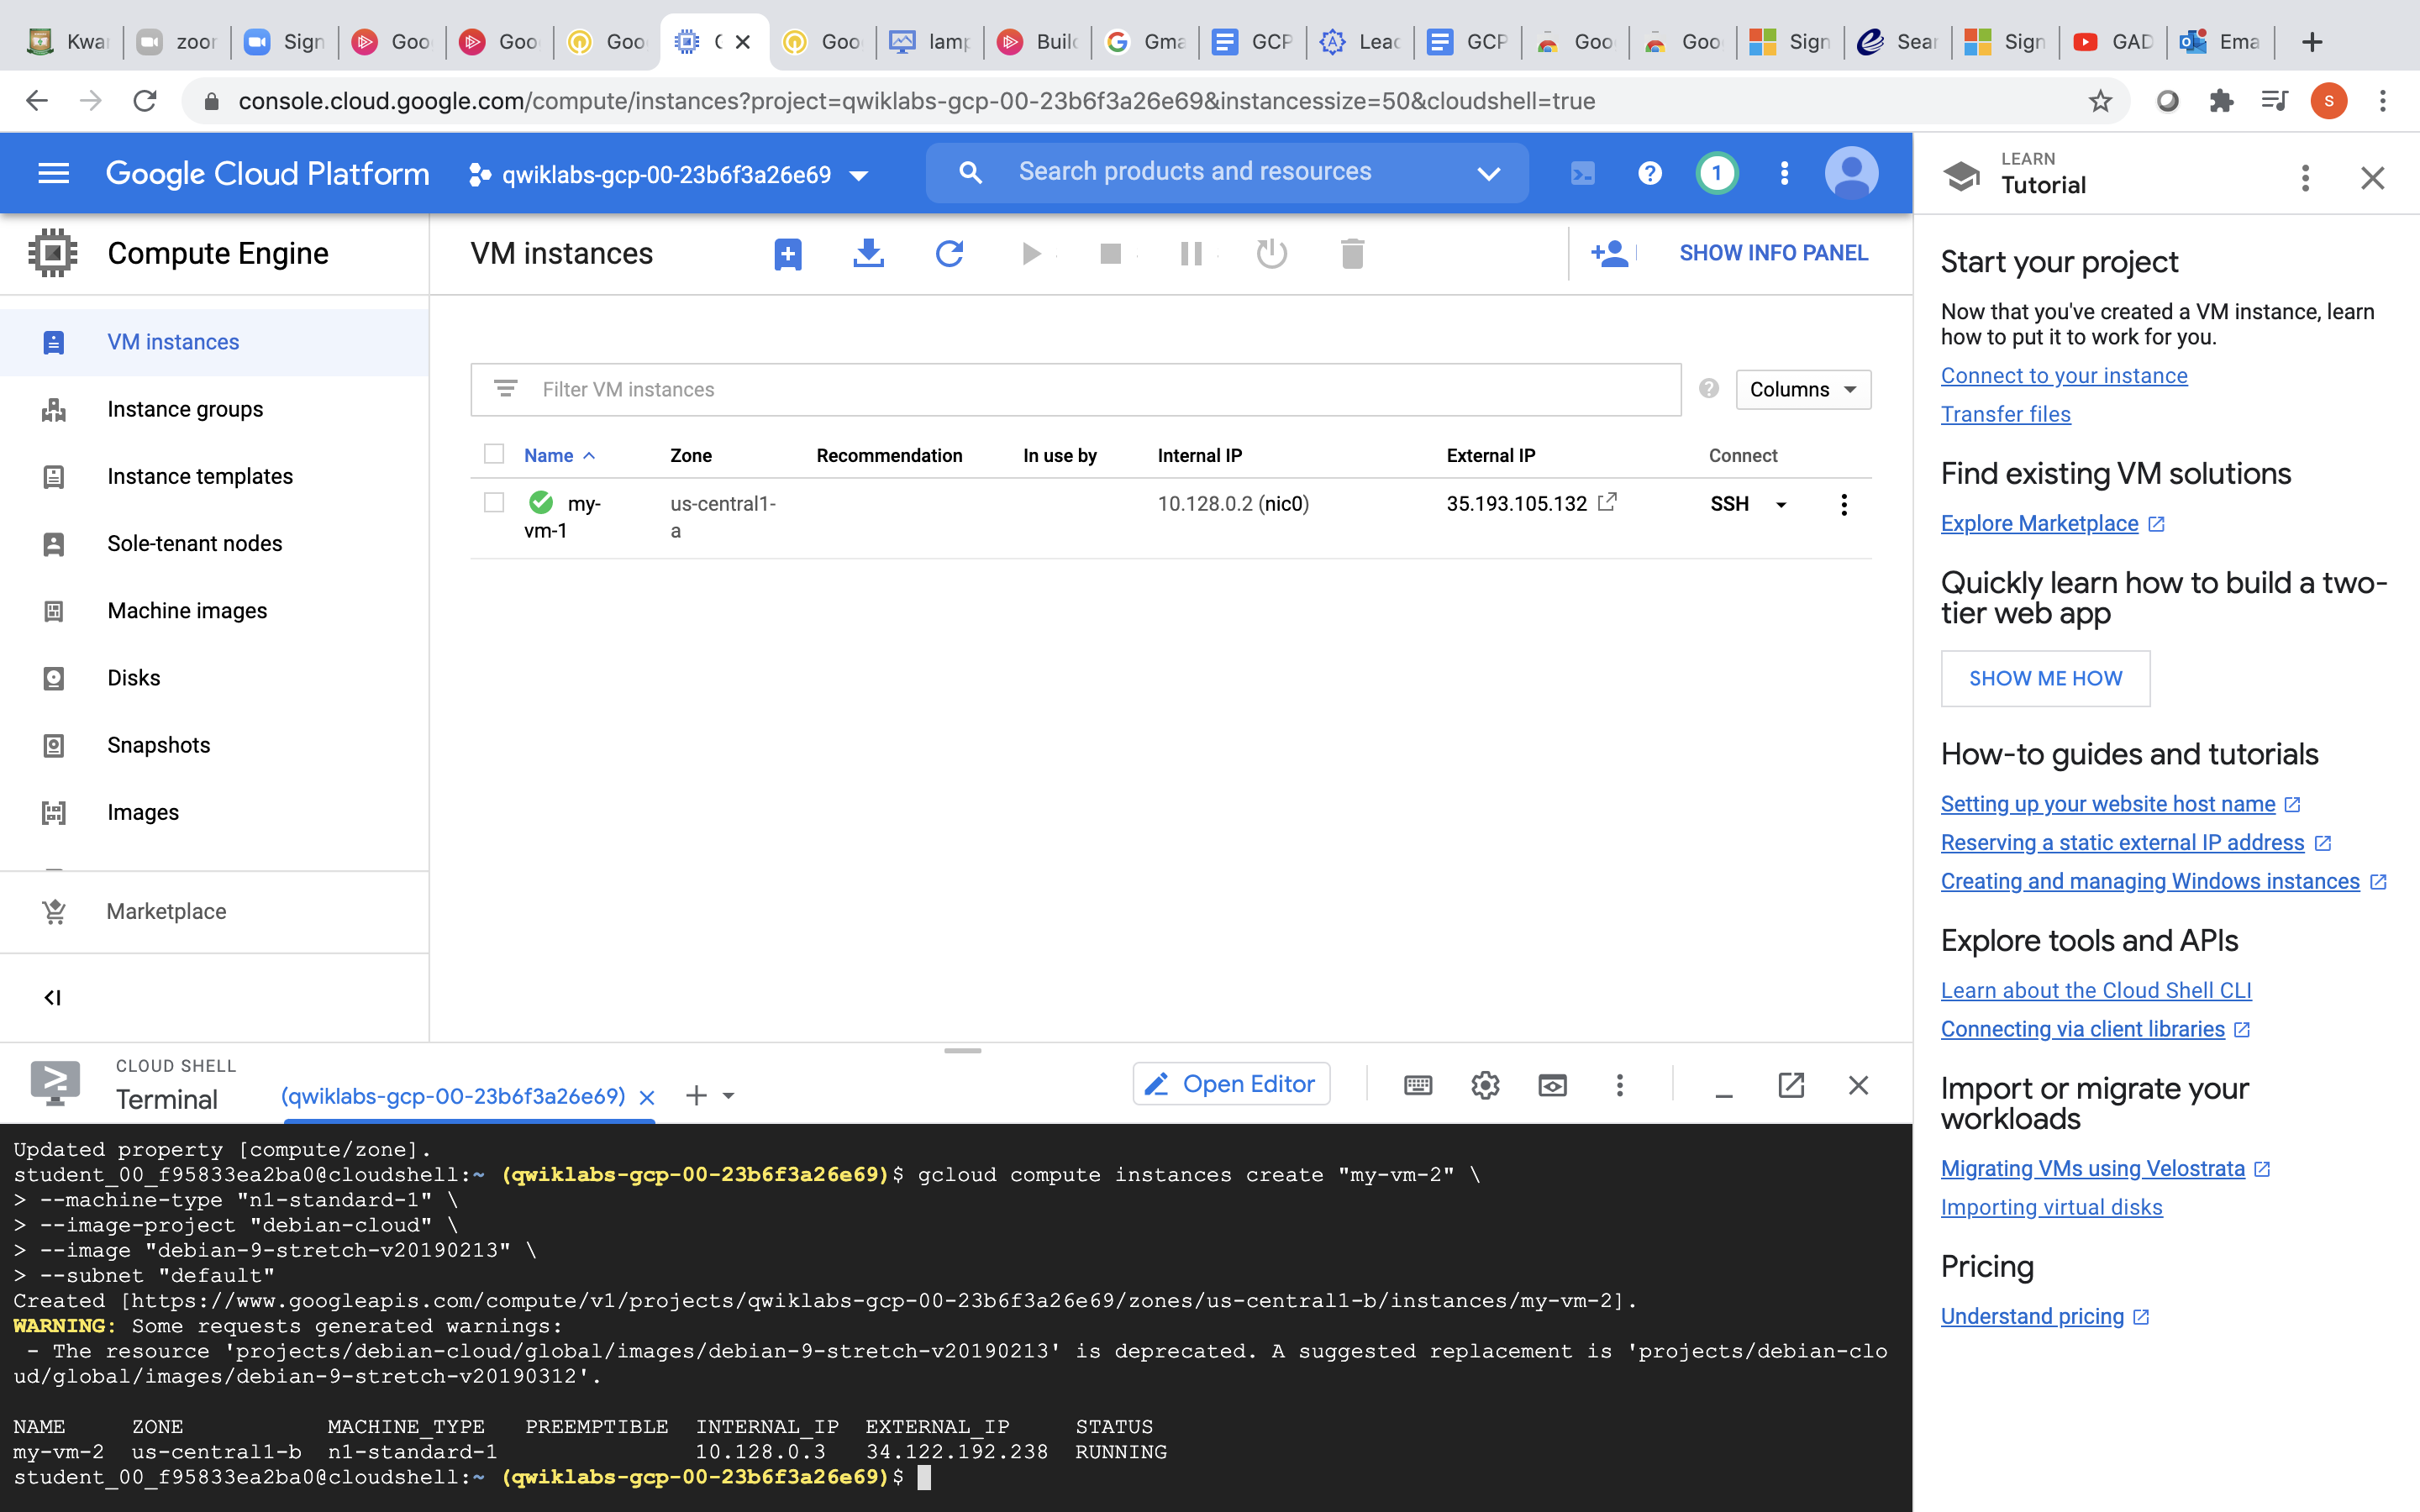 Kwa
zoor
Sign
Goo
Goo
Goo
Goo
lamp
Build
Gma
GCP
Lead
GCP
Goo
Goo
Sign
Sear
Sign
GAD
Ema
console.cloud.google.com/compute/instances?project=qwiklabs-gcp-00-23b6f3a26e69&instancessize=50&cloudshell=true
S
Google Cloud Platform
qwiklabs-gcp-00-23b6f3a26e69
Search products and resources
1
LEARN
Tutorial
Compute Engine
VM instances
Instance groups
Instance templates
Sole-tenant nodes
Machine images
Disks
Snapshots
Images
Marketplace
VM instances
SHOW INFO PANEL
Filter VM instances
Columns
Name Zone Recommendation In use by Internal IP External IP Connect
my- us-central1- 10.128.0.2 (nic0) 35.193.105.132 SSH
vm-1 a
Start your project
Now that you've created a VM instance, learn
how to put it to work for you.
Connect to your instance
Transfer files
Find existing VM solutions
Explore Marketplace
Quickly learn how to build a two-
tier web app
SHOW ME HOW
How-to guides and tutorials
Setting up your website host name
Reserving a static external IP address
Creating and managing Windows instances
Explore tools and APIs
Learn about the Cloud Shell CLI
Connecting via client libraries
Import or migrate your
workloads
Migrating VMs using Velostrata
Importing virtual disks
Pricing
Understand pricing
CLOUD SHELL
Terminal
(qwiklabs-gcp-00-23b6f3a26e69)
Open Editor
Updated property [compute/zone].
student_00_f95833ea2ba0@cloudshell:~ (qwiklabs-gcp-00-23b6f3a26e69)$ gcloud compute instances create "my-vm-2" \
> --machine-type "n1-standard-1" \
> --image-project "debian-cloud" \
> --image "debian-9-stretch-v20190213" \
> --subnet "default"
Created [https://www.googleapis.com/compute/v1/projects/qwiklabs-gcp-00-23b6f3a26e69/zones/us-central1-b/instances/my-vm-2].
WARNING: Some requests generated warnings:
- The resource 'projects/debian-cloud/global/images/debian-9-stretch-v20190213' is deprecated. A suggested replacement is 'projects/debian-clo
ud/global/images/debian-9-stretch-v20190312'.
NAME ZONE MACHINE_TYPE PREEMPTIBLE INTERNAL_IP EXTERNAL_IP STATUS
my-vm-2 us-central1-b n1-standard-1 10.128.0.3 34.122.192.238 RUNNING
student_00_f95833ea2ba0@cloudshell:~ (qwiklabs-gcp-00-23b6f3a26e69)$